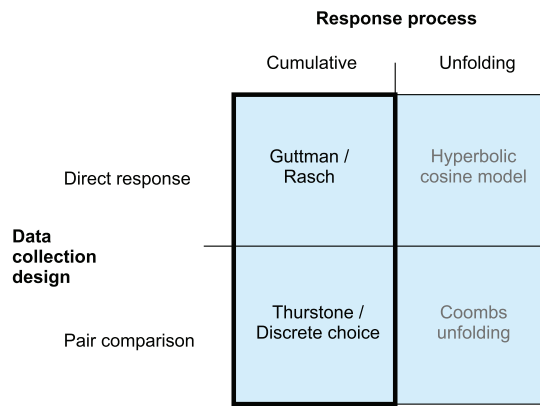 Response process
Cumulative
Unfolding
Guttman /
Rasch
Hyperbolic
cosine model
Direct response
Data
collection
design
Thurstone /
Discrete choice
Coombs
unfolding
Pair comparison